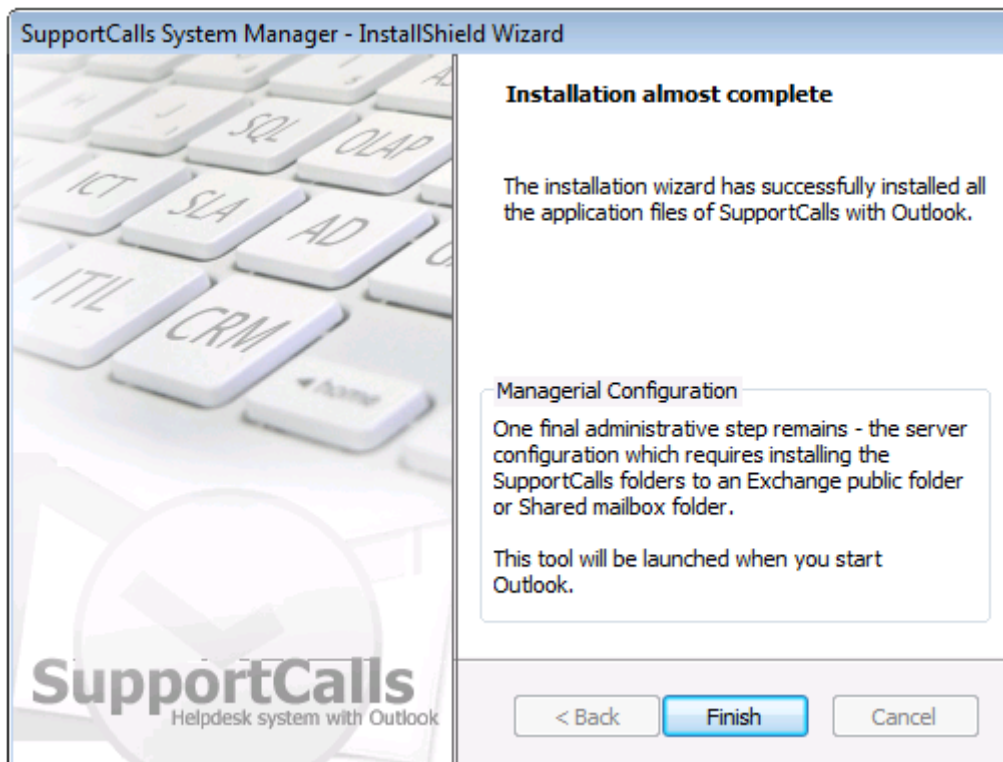 SupportCalls System Manager - InstallShield Wizard
SQL
OLAP
ICT
SLA
AD
ITIL
CRM
home
SupportCalls
Helpdesk system with Outlook
Installation almost complete
The installation wizard has successfully installed all
the application files of SupportCalls with Outlook.
Managerial Configuration
One final administrative step remains - the server
configuration which requires installing the
SupportCalls folders to an Exchange public folder
or Shared mailbox folder.
This tool will be launched when you start
Outlook.
< Back
Finish
Cancel